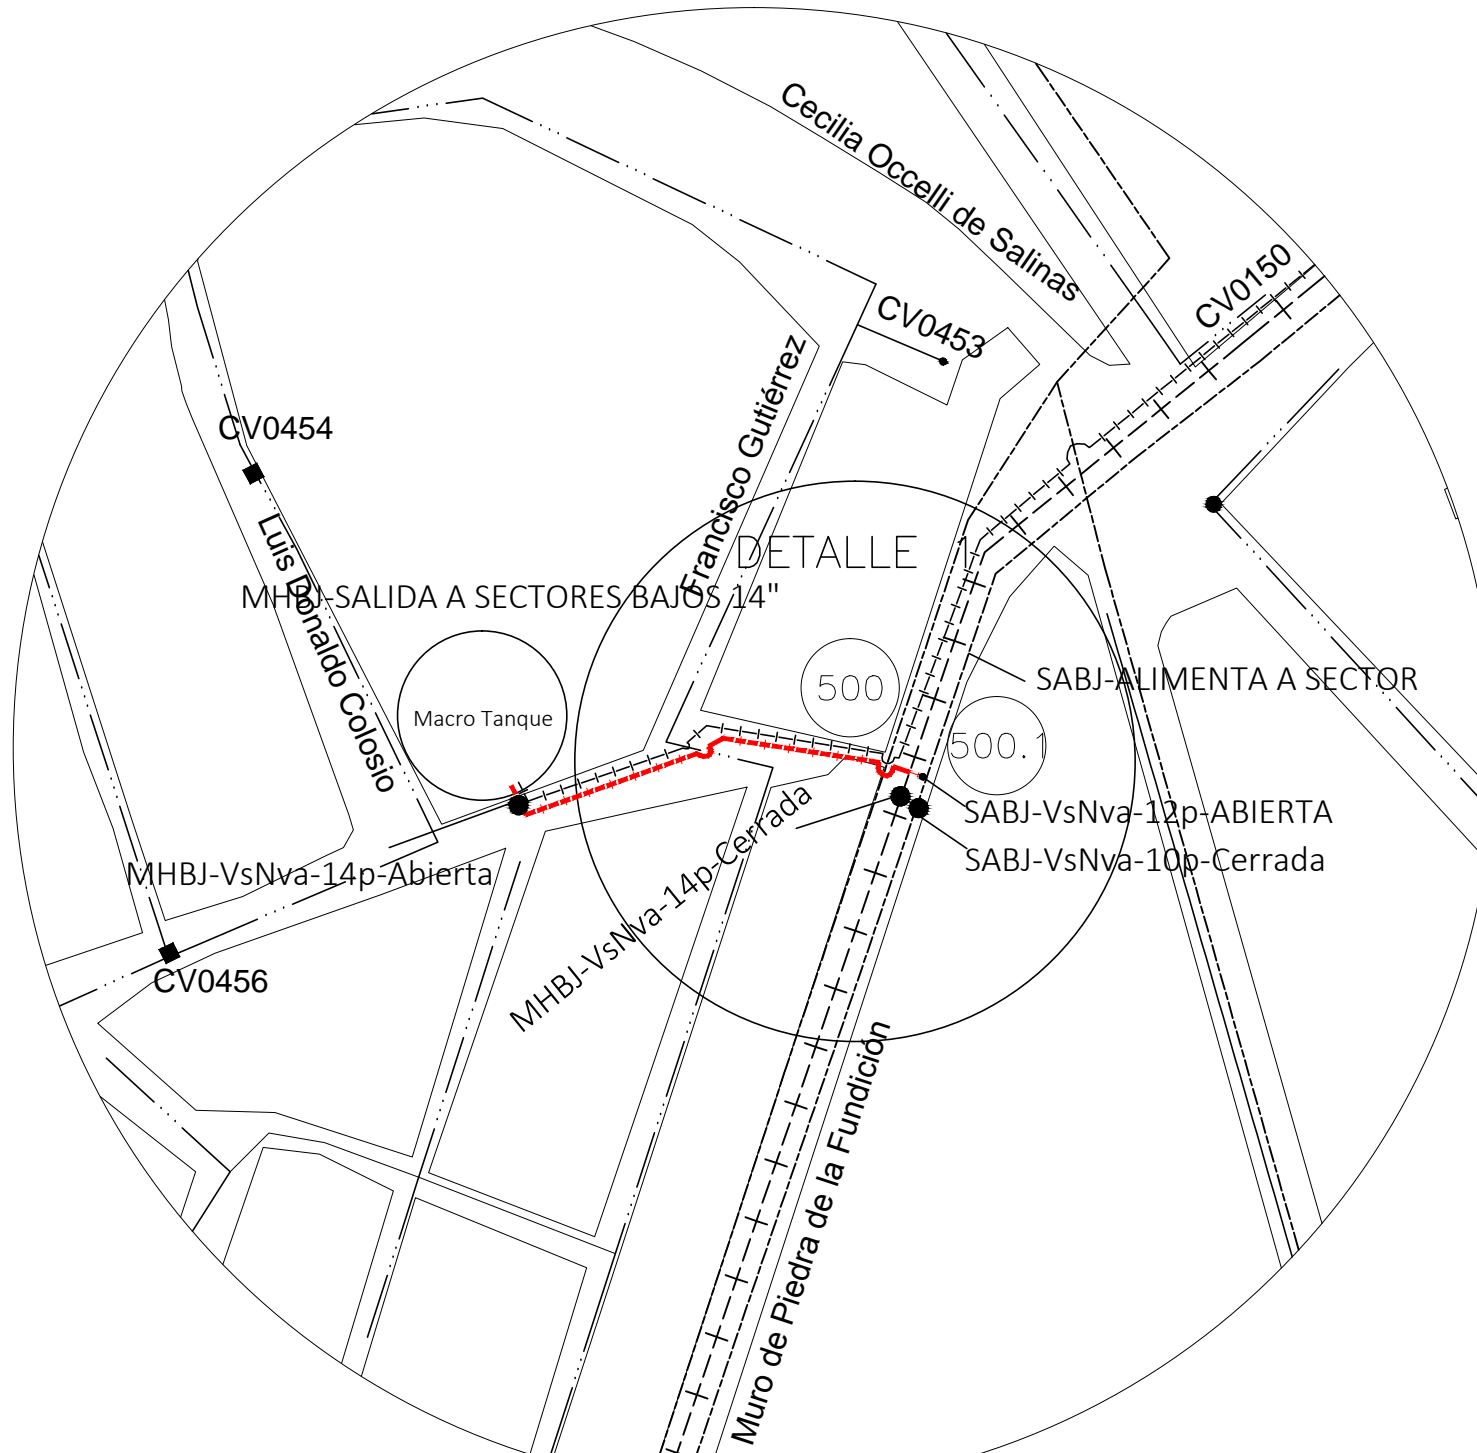 Cecilia Occelli de Salinas
CV0150
CV0453
Francisco Gutiérrez
CV0454
Luis Donaldo Colosio
DETALLE 1
MHBJ-SALIDA A SECTORES BAJOS 14"
500
SABJ-ALIMENTA A SECTOR
Macro Tanque
500.1
SABJ-VsNva-12p-ABIERTA
SABJ-VsNva-10p-Cerrada
MHBJ-VsNva-14p-Abierta
MHBJ-VsNva-14p-Cerrada
CV0456
Muro de Piedra de la Fundición